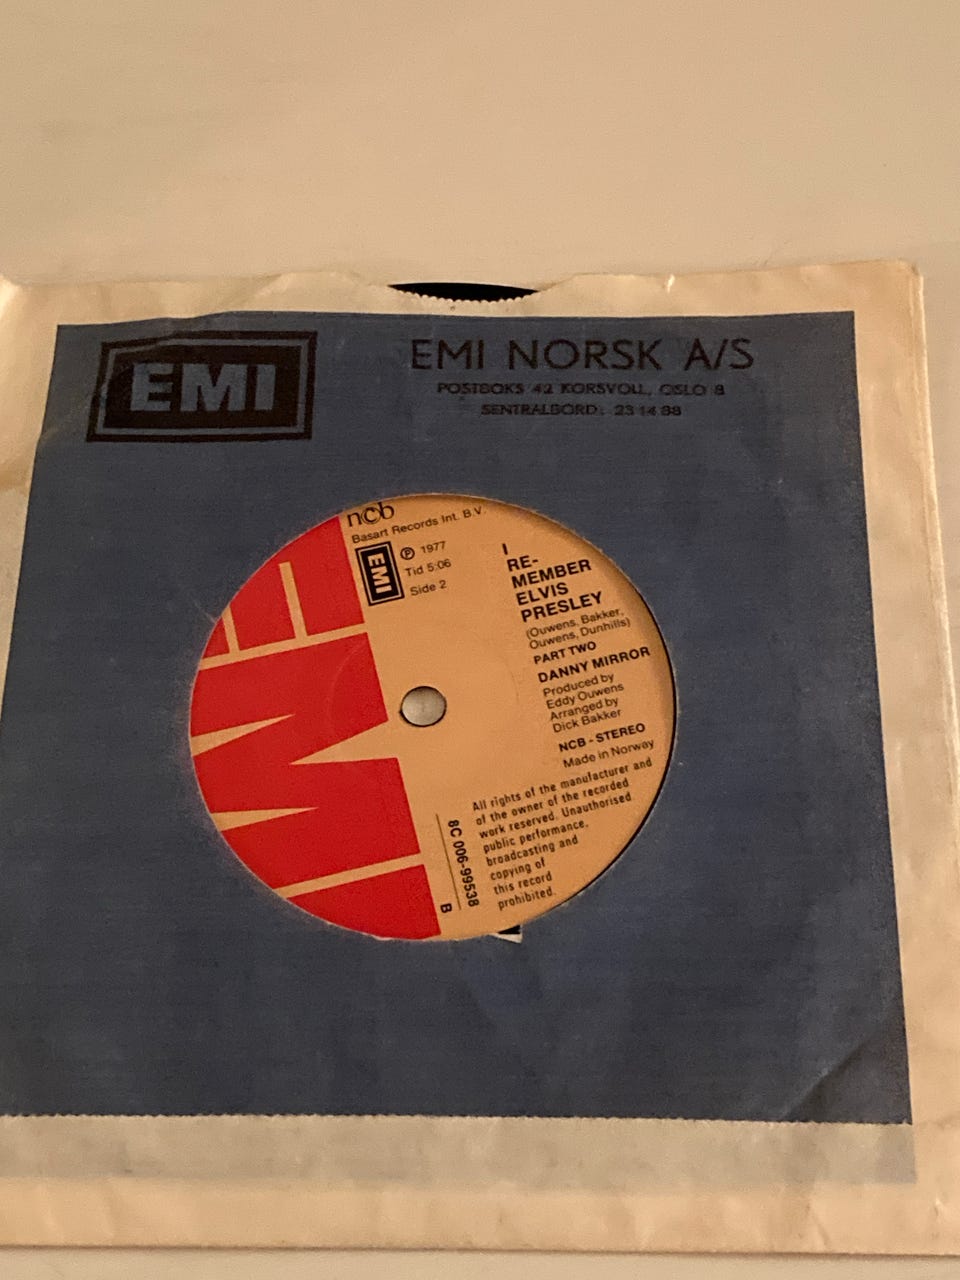 EMI
EMI NORSK A/S
POSTBOKS 42 KORSVOLL, OSLO 8
SENTRALBORD: 23 14 88
ncb
Basart Records Int. B.V.
EMI
℗ 1977
Tid 5:06
Side 2
I
RE-
MEMBER
ELVIS
PRESLEY
(Ouwens, Bakker,
Ouwens, Dunhills)
PART TWO
DANNY MIRROR
Produced by
Eddy Ouwens
Arranged by
Dick Bakker
NCB - STEREO
Made in Norway
All rights of the manufacturer and
of the owner of the recorded
work reserved. Unauthorised
public performance,
broadcasting and
copying of
this record
prohibited.
8C 006-99538
B
EMI